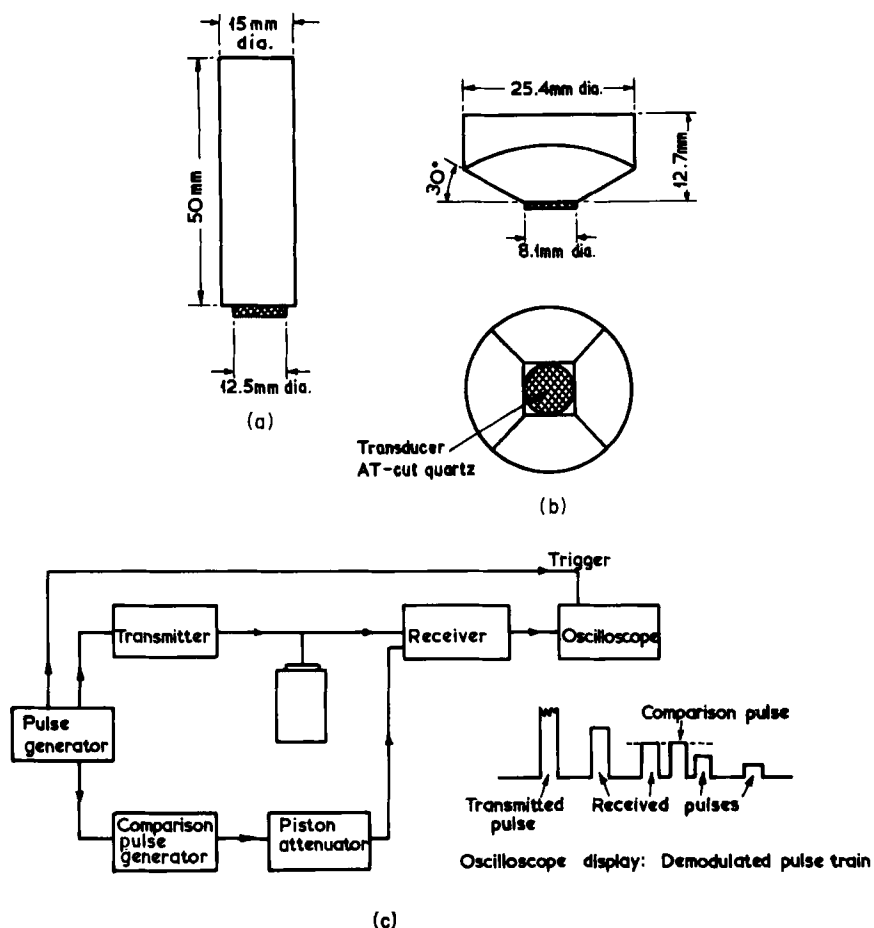 15mm
dia.
50mm
12.5mm dia.
(a)
25.4mm dia.
12.7mm
30°
8.1mm dia.
Transducer
AT-cut quartz
(b)
Trigger
Transmitter
Receiver
Oscilloscope
Pulse
generator
Comparison
pulse
generator
Piston
attenuator
Comparison pulse
Transmitted
pulse
Received pulses
Oscilloscope display: Demodulated pulse train
(c)